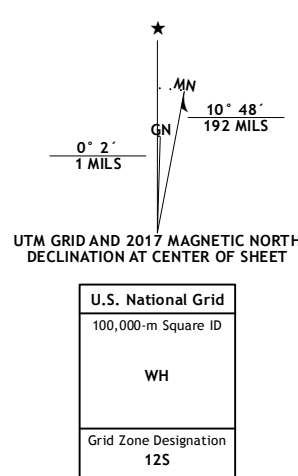 ★
MN
GN
10° 48´
192 MILS
0° 2´
1 MILS
UTM GRID AND 2017 MAGNETIC NORTH
DECLINATION AT CENTER OF SHEET
U.S. National Grid
100,000-m Square ID
WH
Grid Zone Designation
12S